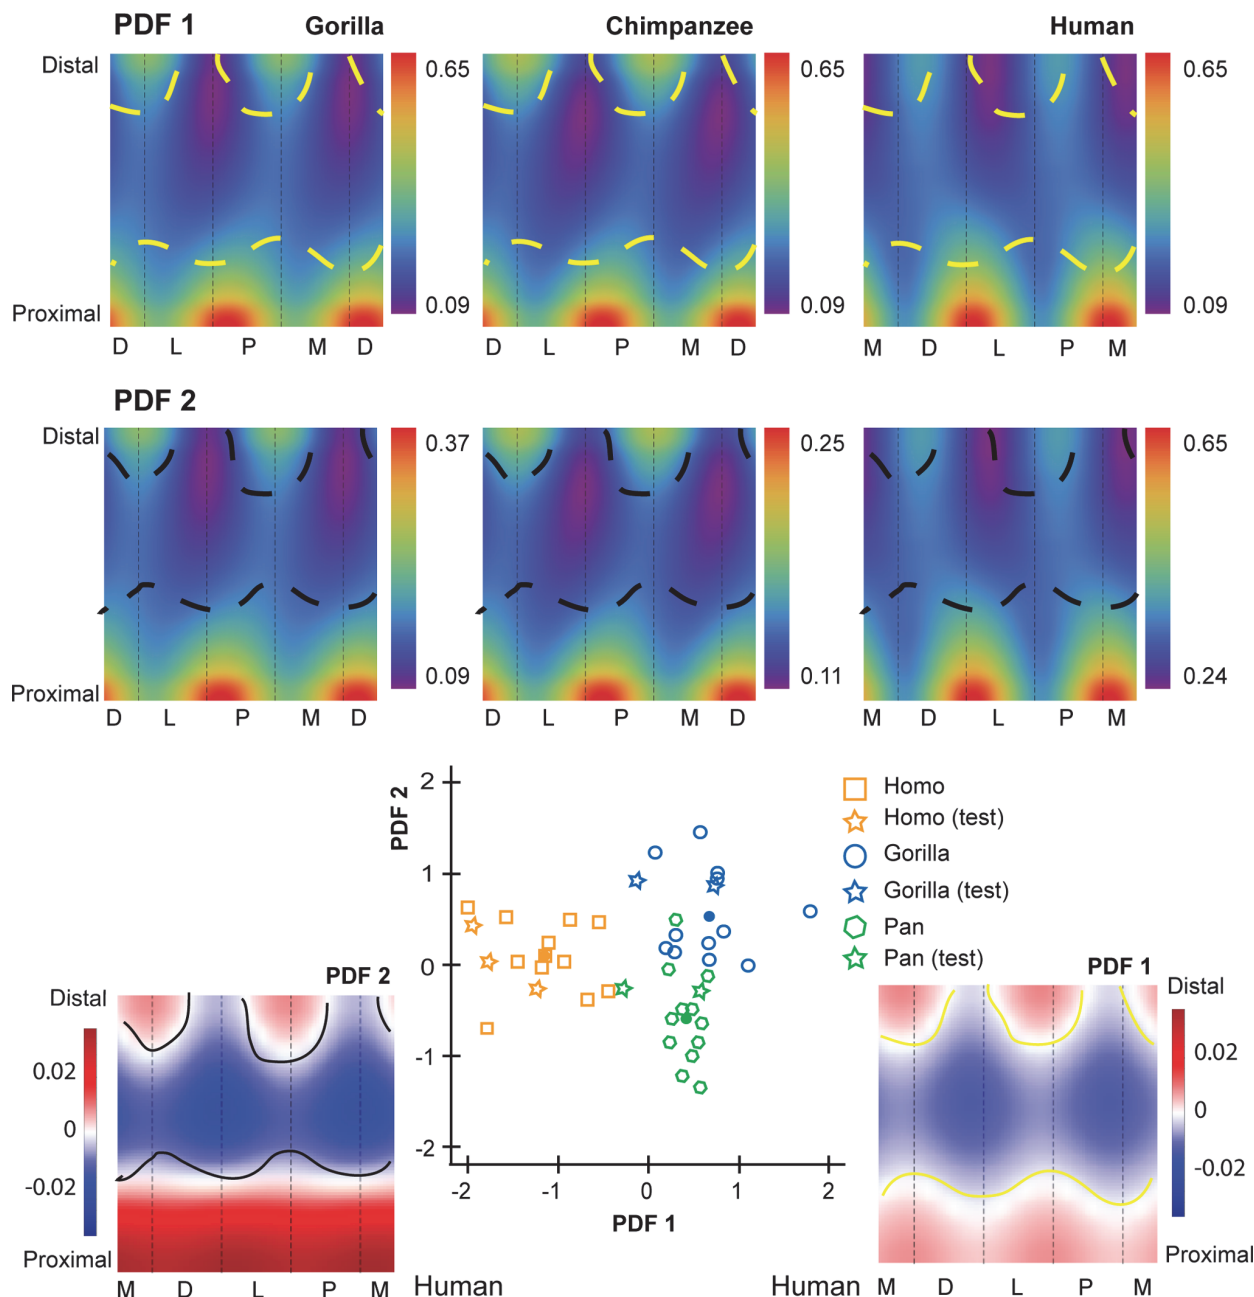 PDF 1 Gorilla Chimpanzee Human
Distal 0.65 0.65 0.65
Proximal 0.09 0.09 0.09
D L P M D D L P M D M D L P M
PDF 2
Distal 0.37 0.25 0.65
Proximal 0.09 0.11 0.24
D L P M D D L P M D M D L P M
PDF 2
2
1
0
-1
-2
-2 -1 0 1 2
PDF 1
Homo
Homo (test)
Gorilla
Gorilla (test)
Pan
Pan (test)
PDF 2
Distal
0.02
0
-0.02
Proximal
M D L P M
Human
PDF 1
Distal
0.02
0
-0.02
Proximal
M D L P M
Human